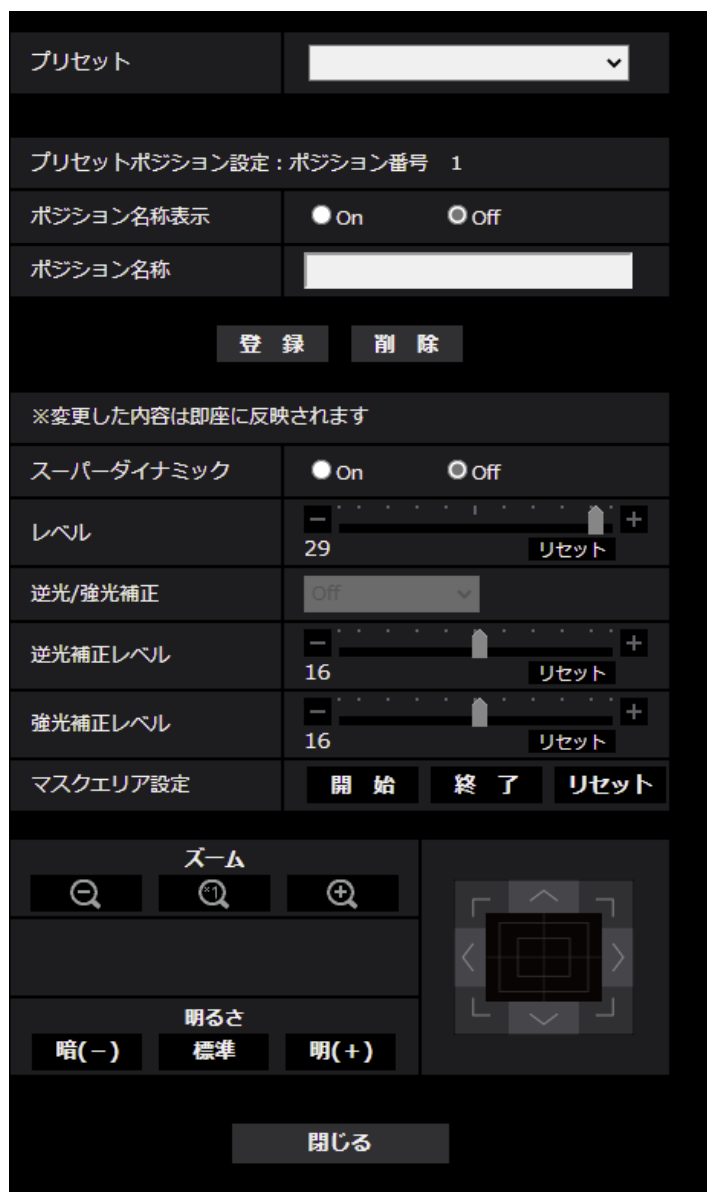 プリセット
プリセットポジション設定：ポジション番号　1
ポジション名称表示 On Off
ポジション名称
登　録 削　除
※変更した内容は即座に反映されます
スーパーダイナミック On Off
レベル － ＋
29 リセット
逆光/強光補正 Off
逆光補正レベル － ＋
16 リセット
強光補正レベル － ＋
16 リセット
マスクエリア設定 開　始 終　了 リセット
ズーム
×1
明るさ
暗(－) 標準 明(＋)
閉じる